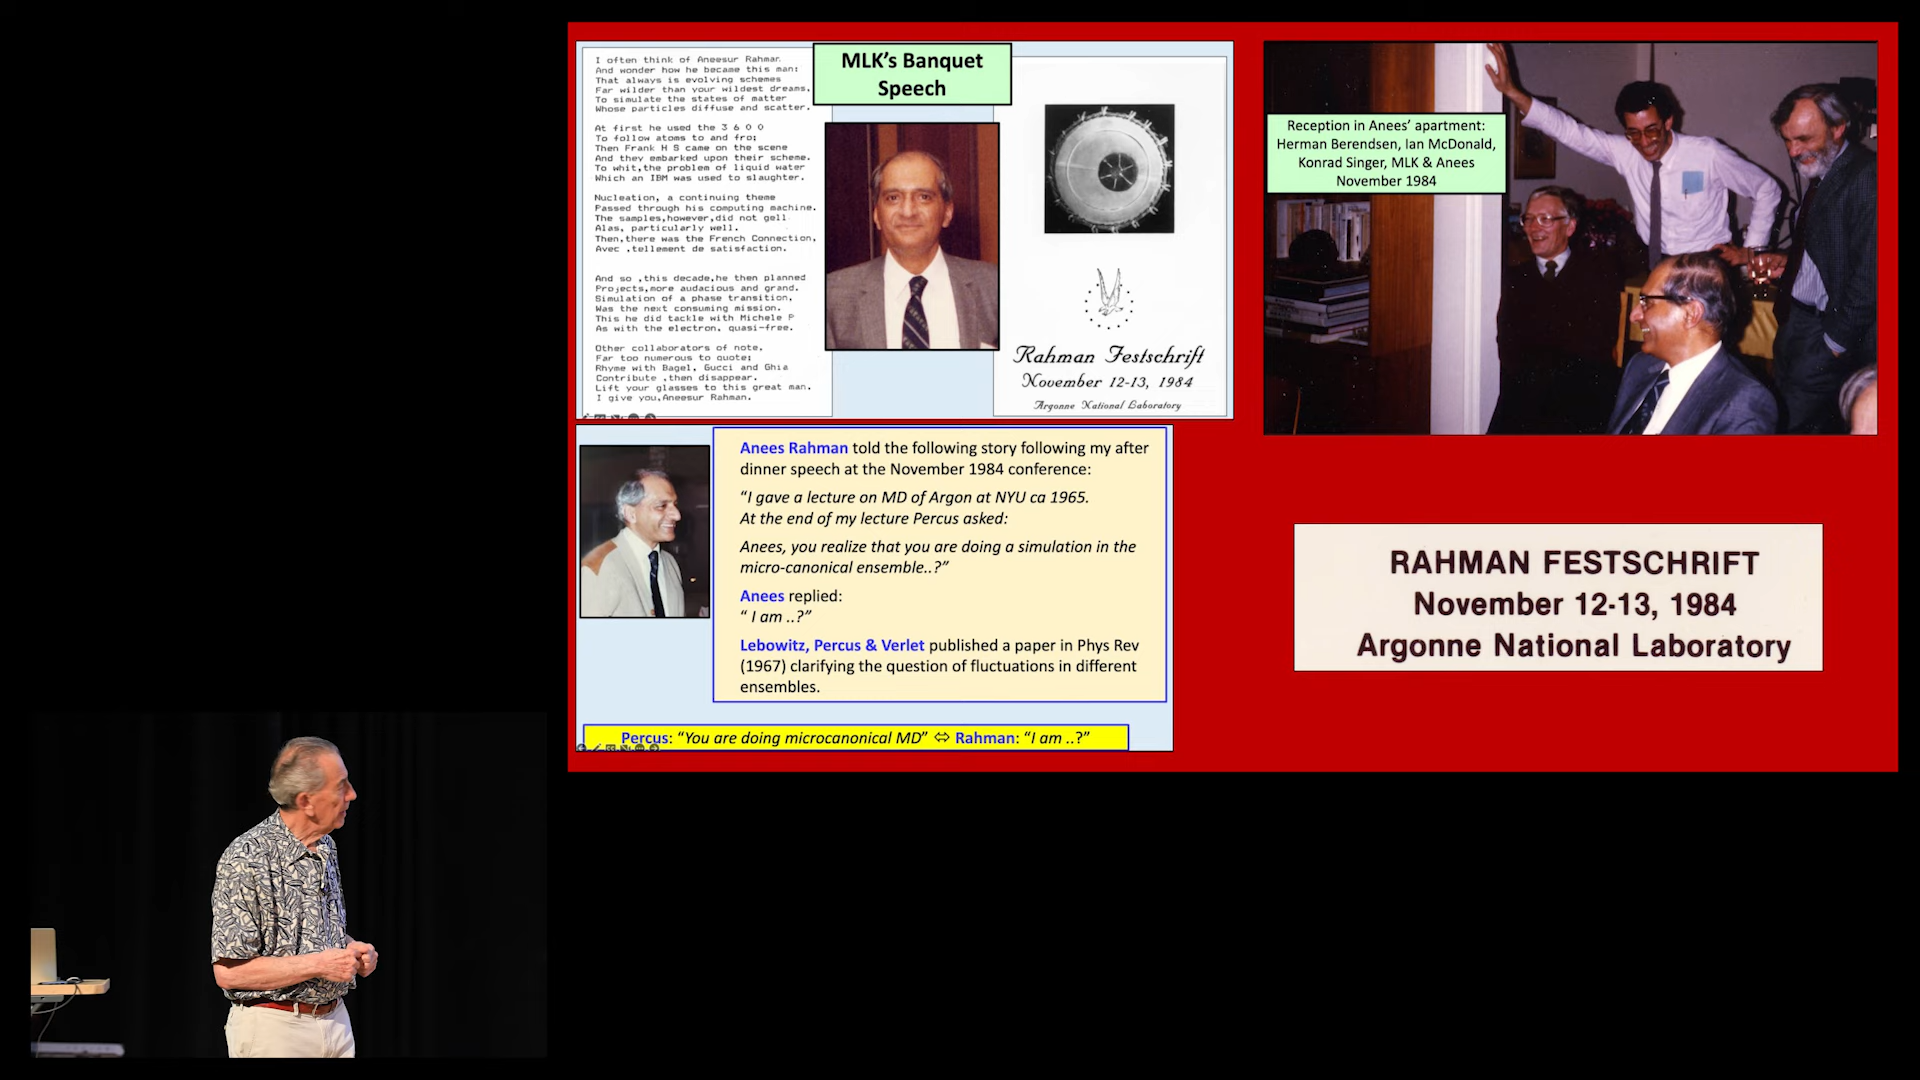 I often think of Aneesur Rahman
And wonder how he became this man:
That always is evolving schemes
Far wilder than your wildest dreams,
To simulate the states of matter
Whose particles diffuse and scatter.
At first he used the 3 6 0 0
To follow atoms to and fro;
Then Frank H S came on the scene
And they embarked upon their scheme.
To whit,the problem of liquid water
Which an IBM was used to slaughter.
Nucleation, a continuing theme
Passed through his computing machine.
The samples,however,did not gell
Alas, particularly well.
Then,there was the French Connection,
Avec ,tellement de satisfaction.
And so ,this decade,he then planned
Projects,more audacious and grand.
Simulation of a phase transition,
Was the next consuming mission.
This he did tackle with Michele P
As with the electron, quasi-free.
Other collaborators of note,
Far too numerous to quote;
Rhyme with Bagel, Gucci and Ghia
Contribute ,then disappear.
Lift your glasses to this great man.
I give you,Aneesur Rahman.
MLK's Banquet
Speech
Rahman Festschrift
November 12-13, 1984
Argonne National Laboratory
Reception in Anees' apartment:
Herman Berendsen, Ian McDonald,
Konrad Singer, MLK & Anees
November 1984
Anees Rahman told the following story following my after
dinner speech at the November 1984 conference:
"I gave a lecture on MD of Argon at NYU ca 1965.
At the end of my lecture Percus asked:
Anees, you realize that you are doing a simulation in the
micro-canonical ensemble..?"
Anees replied:
" I am ..?"
Lebowitz, Percus & Verlet published a paper in Phys Rev
(1967) clarifying the question of fluctuations in different
ensembles.
Percus: "You are doing microcanonical MD" ⇔ Rahman: "I am ..?"
RAHMAN FESTSCHRIFT
November 12-13, 1984
Argonne National Laboratory